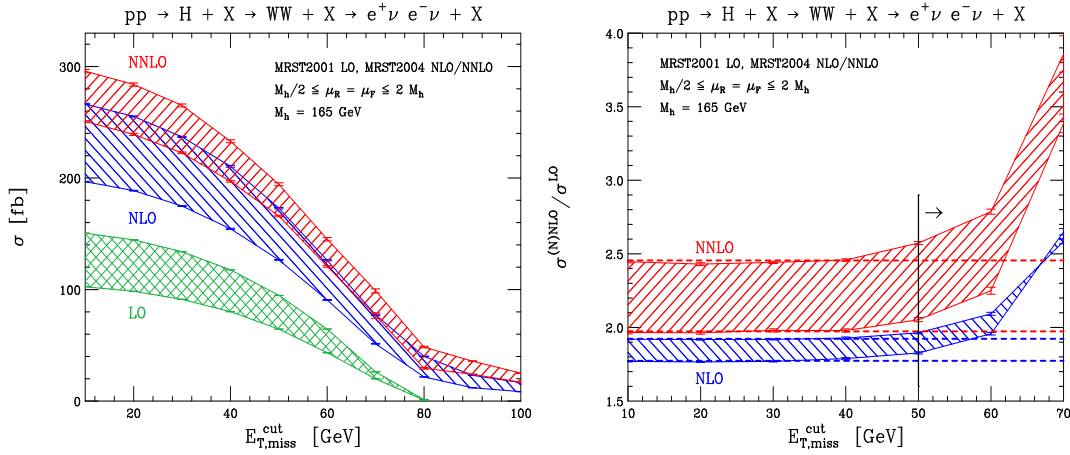 pp → H + X → WW + X → e⁺ν e⁻ν + X
300
200
100
0
σ [fb]
NNLO
NLO
LO
MRST2001 LO, MRST2004 NLO/NNLO
M_h/2 ≦ μ_R = μ_F ≦ 2 M_h
M_h = 165 GeV
20 40 60 80 100
E_{T,miss}^{cut} [GeV]
pp → H + X → WW + X → e⁺ν e⁻ν + X
4.0
3.5
3.0
2.5
2.0
1.5
σ^{(N)NLO}/σ^{LO}
MRST2001 LO, MRST2004 NLO/NNLO
M_h/2 ≦ μ_R = μ_F ≦ 2 M_h
M_h = 165 GeV
→
NNLO
NLO
10 20 30 40 50 60 70
E_{T,miss}^{cut} [GeV]